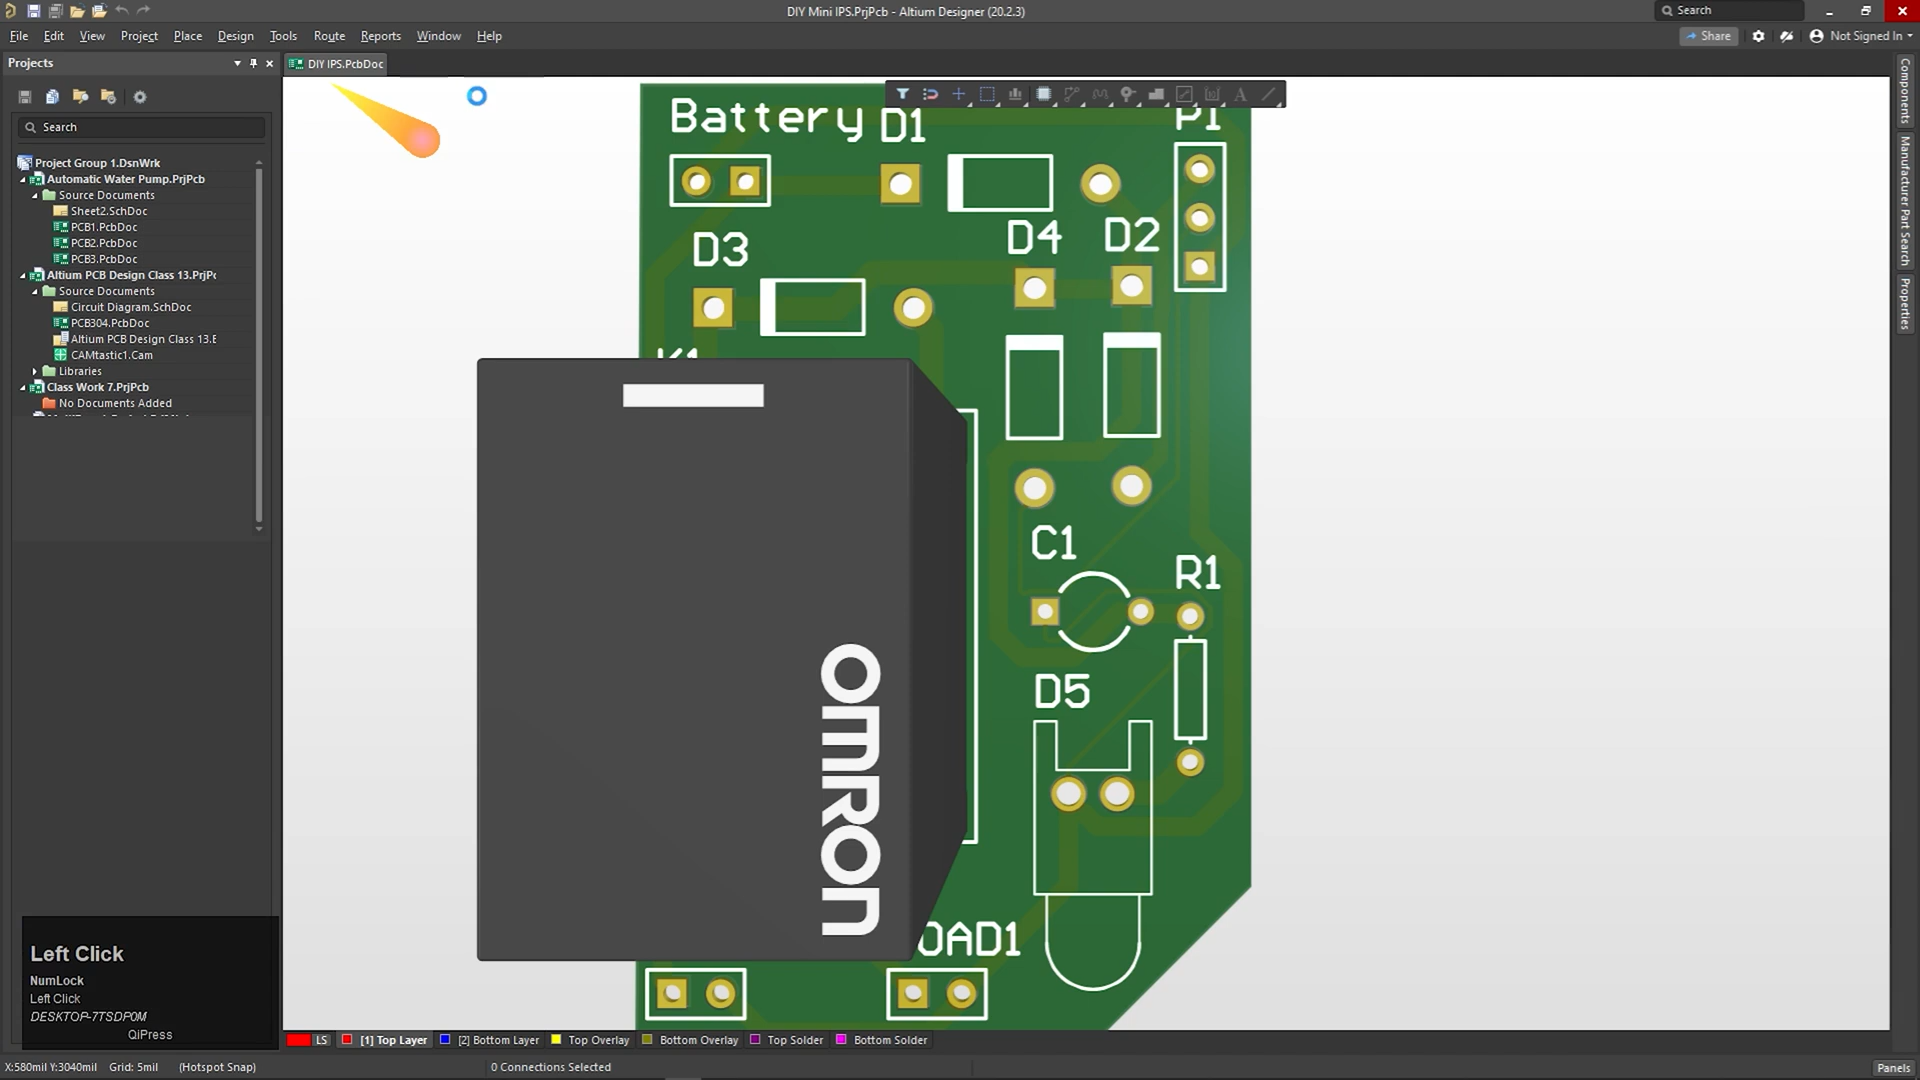 DIY Mini IPS.PrjPcb - Altium Designer (20.2.3)
Search
File Edit View Project Place Design Tools Route Reports Window Help
Share
Not Signed In
Projects
DIY IPS.PcbDoc
Search
Project Group 1.DsnWrk
Automatic Water Pump.PrjPcb
Source Documents
Sheet2.SchDoc
PCB1.PcbDoc
PCB2.PcbDoc
PCB3.PcbDoc
Altium PCB Design Class 13.PrjPc
Source Documents
Circuit Diagram.SchDoc
PCB304.PcbDoc
Altium PCB Design Class 13.E
CAMtastic1.Cam
Libraries
Class Work 7.PrjPcb
No Documents Added
Battery D1
P1
D3
D4 D2
K1
C1
R1
D5
OMRON
OAD1
Components
Manufacturer Part Search
Properties
Left Click
NumLock
Left Click
DESKTOP-7TSDP0M
QiPress
LS
[1] Top Layer
[2] Bottom Layer
Top Overlay
Bottom Overlay
Top Solder
Bottom Solder
X:580mil Y:3040mil Grid: 5mil (Hotspot Snap)
0 Connections Selected
Panels